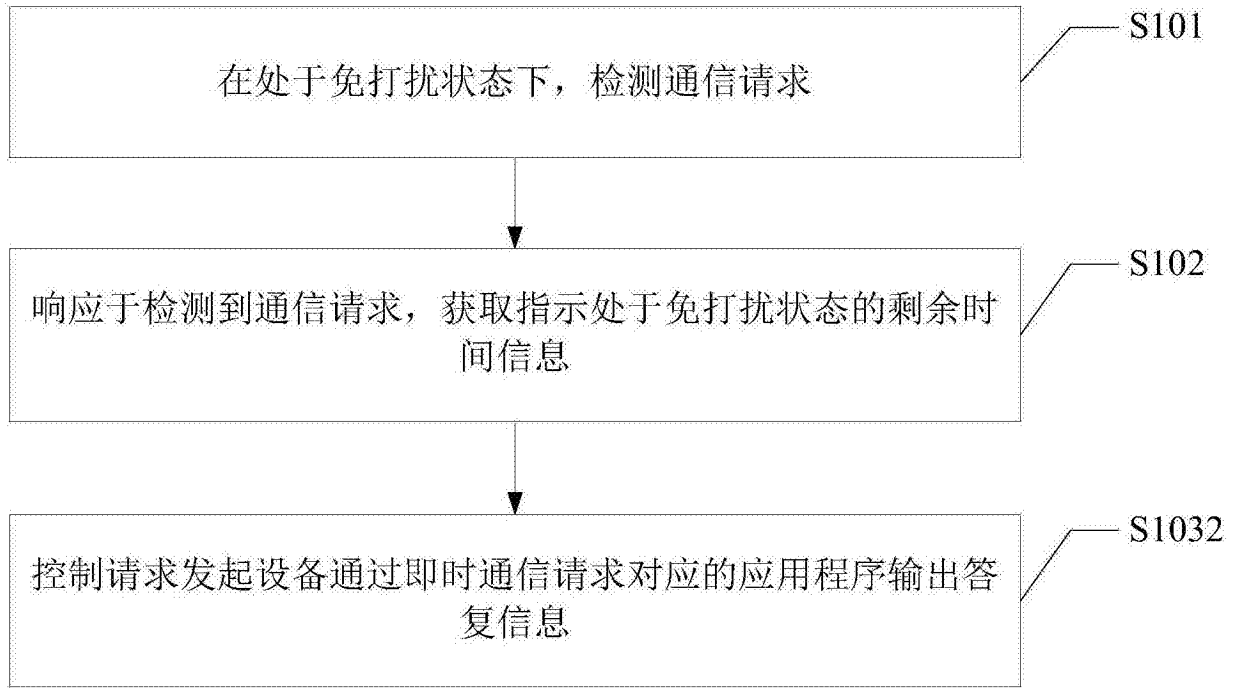 在处于免打扰状态下，检测通信请求
S101
响应于检测到通信请求，获取指示处于免打扰状态的剩余时
间信息
S102
控制请求发起设备通过即时通信请求对应的应用程序输出答
复信息
S1032